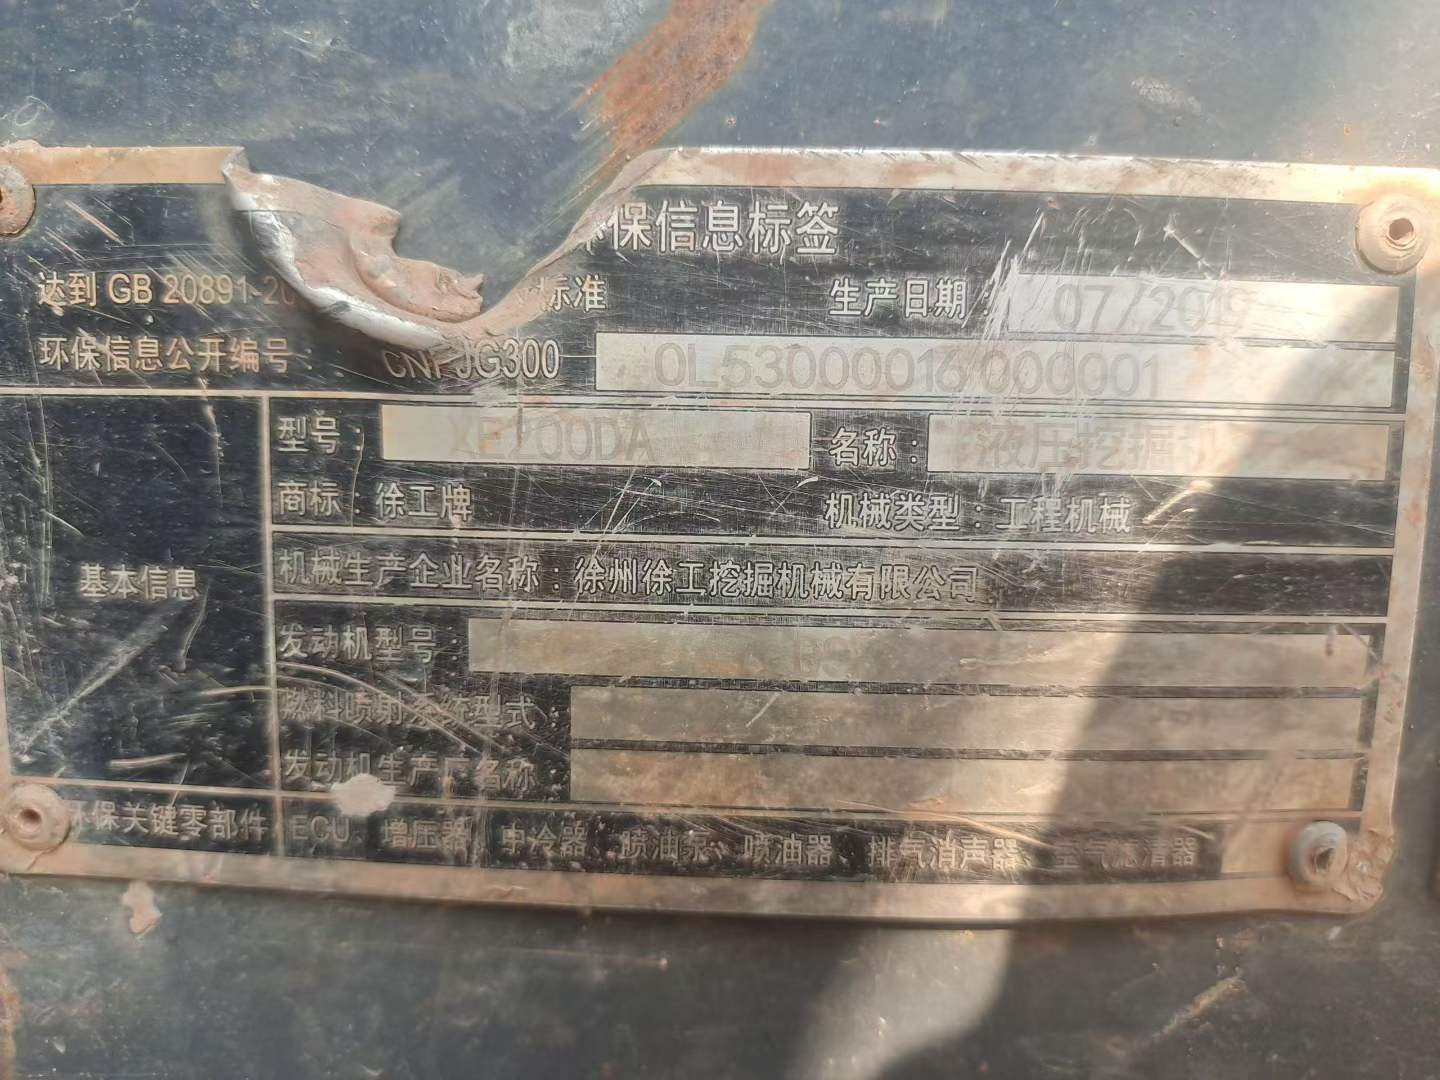 保信息标签
达到 GB 20891-20 标准 生产日期： 07/2019
环保信息公开编号： CN JG300 0L53000016 000001
型号： XE200DA 名称： 液压挖掘
商标：徐工牌 机械类型：工程机械
基本信息
机械生产企业名称：徐州徐工挖掘机械有限公司
发动机型号：
燃料喷射系统型式：
发动机生产厂名称：
环保关键零部件 ECU 增压器 中冷器 喷油泵 喷油器 排气消声器 空气滤清器